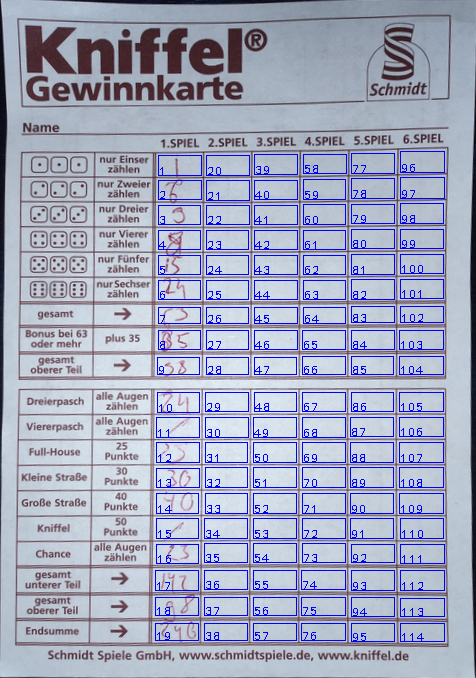 Kniffel®
Gewinnkarte
Schmidt
Name
1.SPIEL 2.SPIEL 3.SPIEL 4.SPIEL 5.SPIEL 6.SPIEL
nur Einser zählen 1 20 39 58 77 96
nur Zweier zählen 2 21 40 59 78 97
nur Dreier zählen 3 9 22 41 60 79 98
nur Vierer zählen 4 8 23 42 61 80 99
nur Fünfer zählen 5 15 24 43 62 81 100
nur Sechser zählen 6 24 25 44 63 82 101
gesamt → 7 26 45 64 83 102
Bonus bei 63 oder mehr plus 35 8 35 27 46 65 84 103
gesamt oberer Teil → 9 98 28 47 66 85 104
Dreierpasch alle Augen zählen 10 24 29 48 67 86 105
Viererpasch alle Augen zählen 11 30 49 68 87 106
Full-House 25 Punkte 12 31 50 69 88 107
Kleine Straße 30 Punkte 13 30 32 51 70 89 108
Große Straße 40 Punkte 14 40 33 52 71 90 109
Kniffel 50 Punkte 15 34 53 72 91 110
Chance alle Augen zählen 16 23 35 54 73 92 111
gesamt unterer Teil → 17 142 36 55 74 93 112
gesamt oberer Teil → 18 98 37 56 75 94 113
Endsumme → 19 240 38 57 76 95 114
Schmidt Spiele GmbH, www.schmidtspiele.de, www.kniffel.de